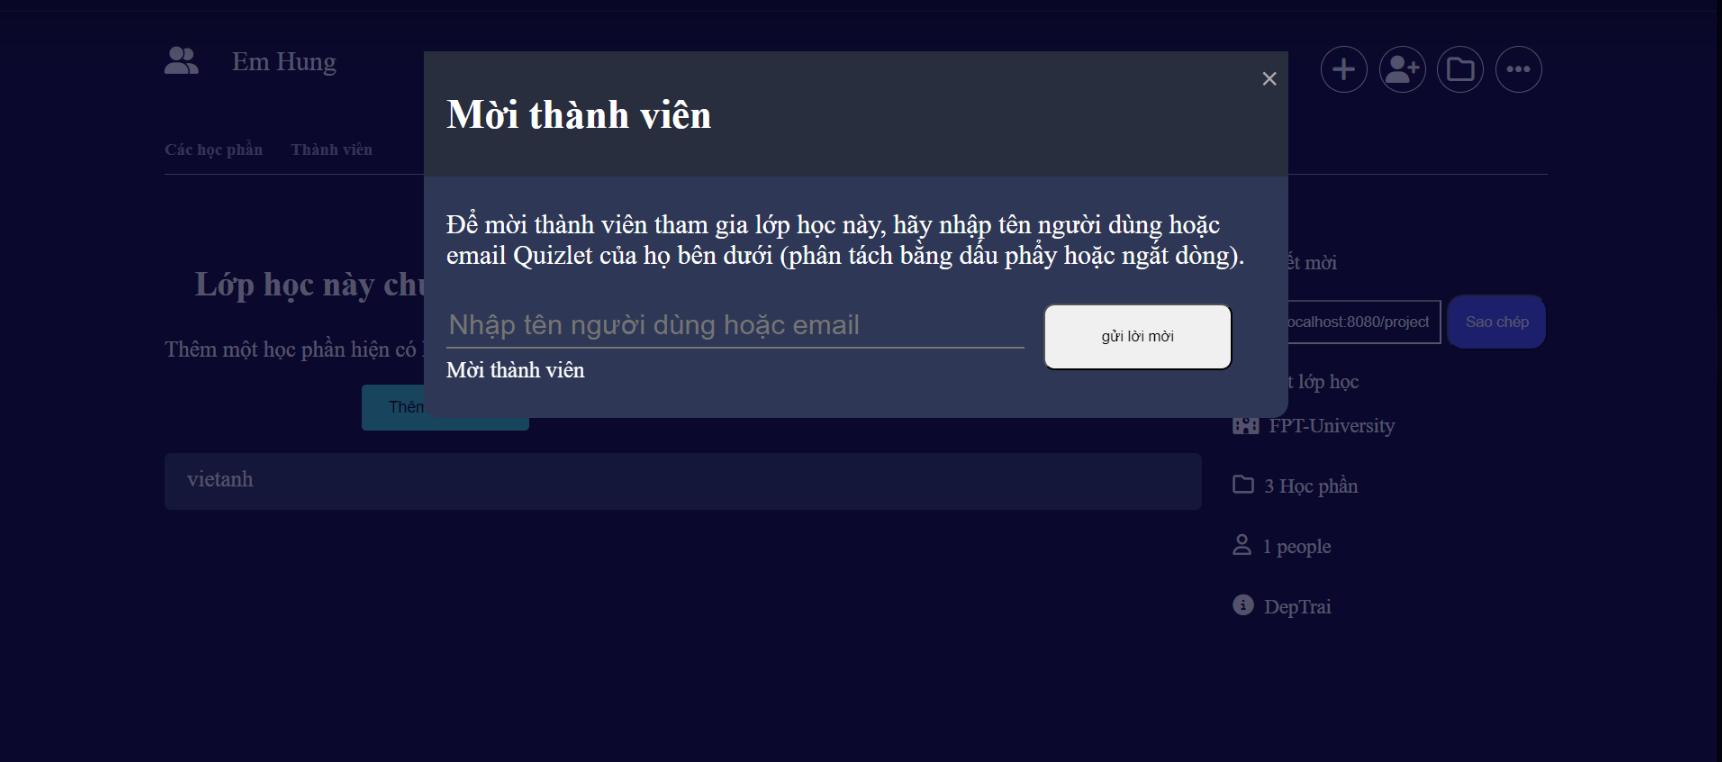 Em Hung
Các học phần
Thành viên
Mời thành viên
Để mời thành viên tham gia lớp học này, hãy nhập tên người dùng hoặc
email Quizlet của họ bên dưới (phân tách bằng dấu phẩy hoặc ngắt dòng).
Nhập tên người dùng hoặc email
gửi lời mời
Mời thành viên
Lớp học này
Thêm một học phần hiện có
vietanh
mời
localhost:8080/project
Sao chép
lớp học
FPT-University
3 Học phần
1 people
DepTrai